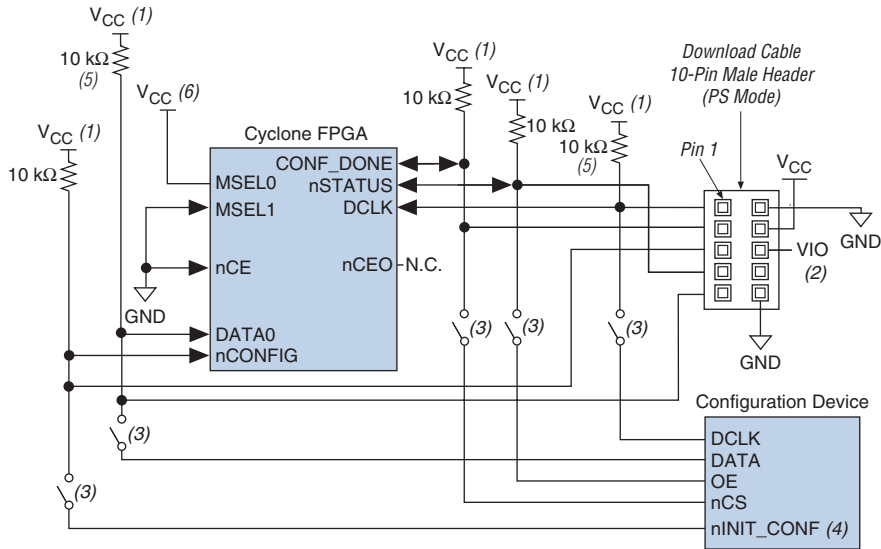 VCC (1)
10 kΩ
(5)
VCC (6)
VCC (1)
10 kΩ
VCC (1)
10 kΩ
VCC (1)
10 kΩ
VCC (1)
10 kΩ
(5)
Download Cable
10-Pin Male Header
(PS Mode)
Pin 1
VCC
GND
VIO
(2)
GND
Cyclone FPGA
MSEL0
MSEL1
nCE
DATA0
nCONFIG
CONF_DONE
nSTATUS
DCLK
nCEO
N.C.
GND
(3)
(3)
(3)
(3)
(3)
Configuration Device
DCLK
DATA
OE
nCS
nINIT_CONF (4)